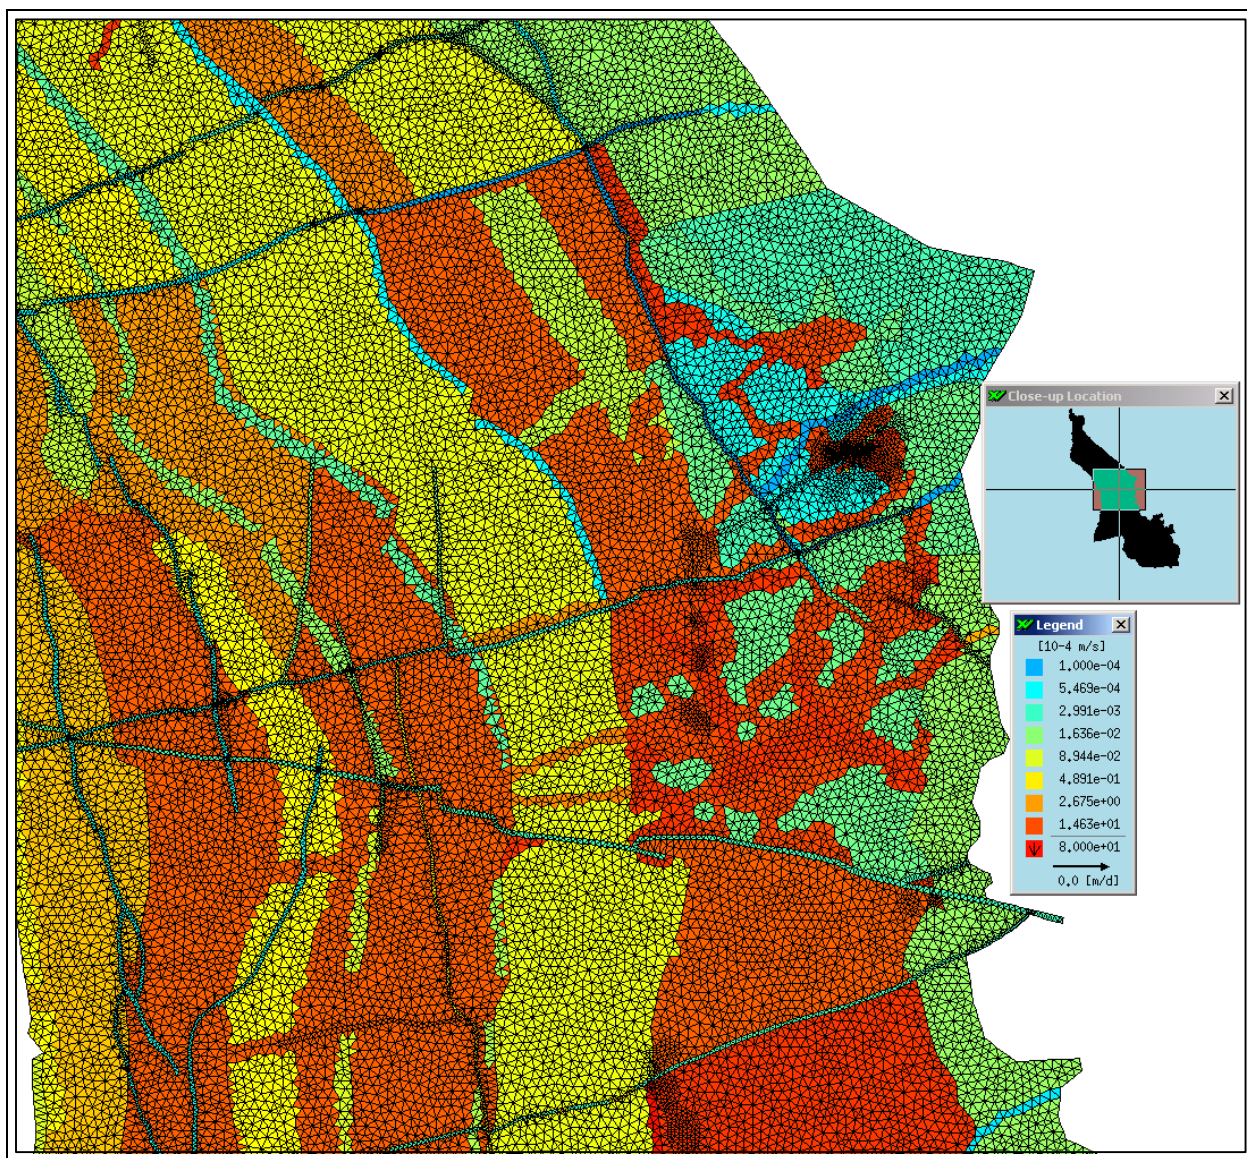 Close-up Location
Legend
[10-4 m/s]
1.000e-04
5.469e-04
2.991e-03
1.636e-02
8.944e-02
4.891e-01
2.675e+00
1.463e+01
8.000e+01
0.0 [m/d]